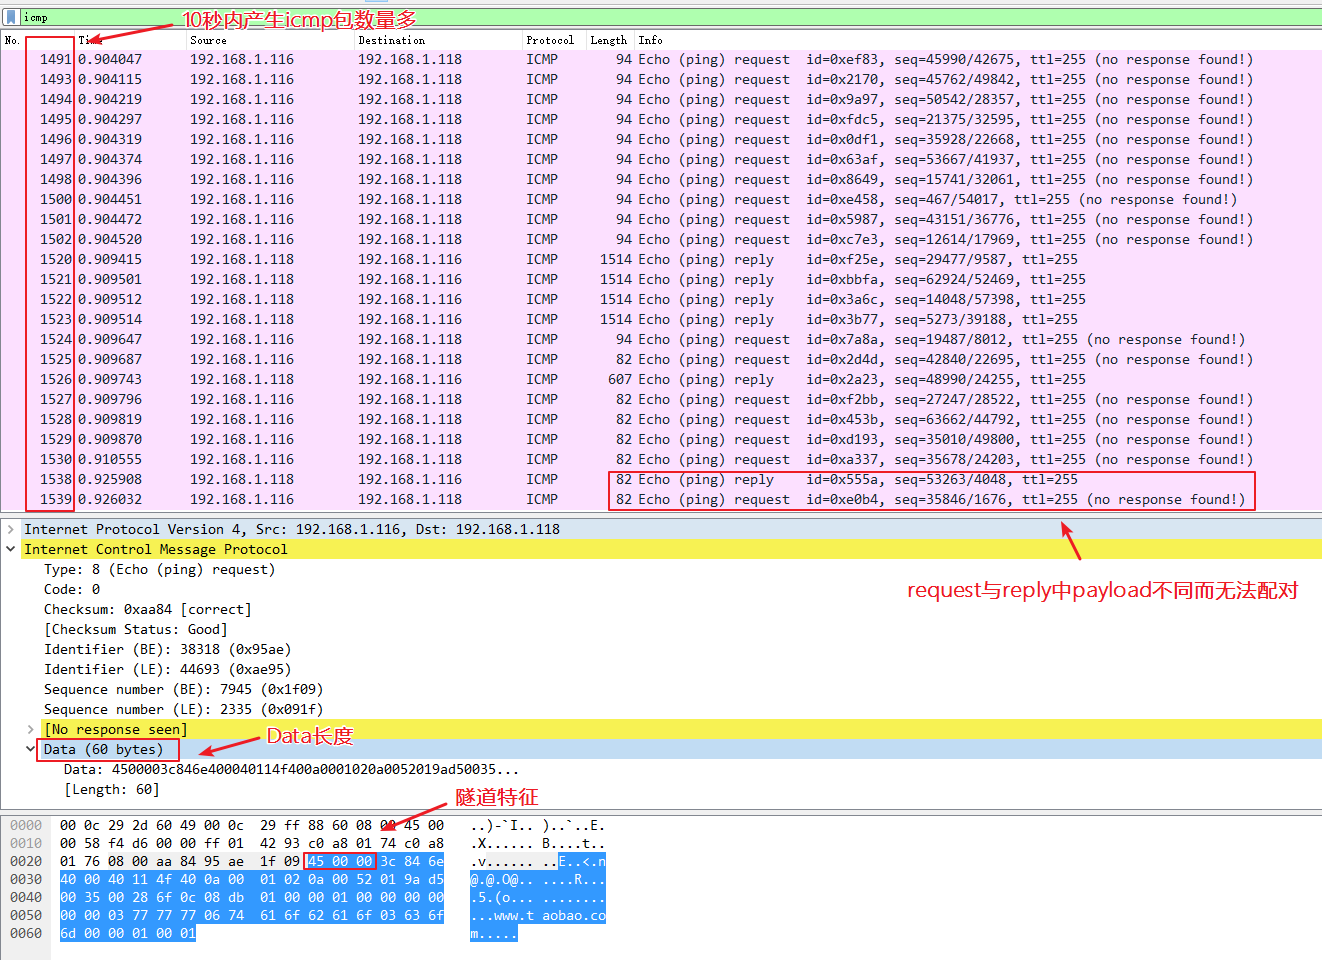 icmp
10秒内产生icmp包数量多
No. Time Source Destination Protocol Length Info
1491 0.904047 192.168.1.116 192.168.1.118 ICMP 94 Echo (ping) request id=0xef83, seq=45990/42675, ttl=255 (no response found!)
1493 0.904115 192.168.1.116 192.168.1.118 ICMP 94 Echo (ping) request id=0x2170, seq=45762/49842, ttl=255 (no response found!)
1494 0.904219 192.168.1.116 192.168.1.118 ICMP 94 Echo (ping) request id=0x9a97, seq=50542/28357, ttl=255 (no response found!)
1495 0.904297 192.168.1.116 192.168.1.118 ICMP 94 Echo (ping) request id=0xfdc5, seq=21375/32595, ttl=255 (no response found!)
1496 0.904319 192.168.1.116 192.168.1.118 ICMP 94 Echo (ping) request id=0x0df1, seq=35928/22668, ttl=255 (no response found!)
1497 0.904374 192.168.1.116 192.168.1.118 ICMP 94 Echo (ping) request id=0x63af, seq=53667/41937, ttl=255 (no response found!)
1498 0.904396 192.168.1.116 192.168.1.118 ICMP 94 Echo (ping) request id=0x8649, seq=15741/32061, ttl=255 (no response found!)
1500 0.904451 192.168.1.116 192.168.1.118 ICMP 94 Echo (ping) request id=0xe458, seq=467/54017, ttl=255 (no response found!)
1501 0.904472 192.168.1.116 192.168.1.118 ICMP 94 Echo (ping) request id=0x5987, seq=43151/36776, ttl=255 (no response found!)
1502 0.904520 192.168.1.116 192.168.1.118 ICMP 94 Echo (ping) request id=0xc7e3, seq=12614/17969, ttl=255 (no response found!)
1520 0.909415 192.168.1.118 192.168.1.116 ICMP 1514 Echo (ping) reply id=0xf25e, seq=29477/9587, ttl=255
1521 0.909501 192.168.1.118 192.168.1.116 ICMP 1514 Echo (ping) reply id=0xbbfa, seq=62924/52469, ttl=255
1522 0.909512 192.168.1.118 192.168.1.116 ICMP 1514 Echo (ping) reply id=0x3a6c, seq=14048/57398, ttl=255
1523 0.909514 192.168.1.118 192.168.1.116 ICMP 1514 Echo (ping) reply id=0x3b77, seq=5273/39188, ttl=255
1524 0.909647 192.168.1.116 192.168.1.118 ICMP 94 Echo (ping) request id=0x7a8a, seq=19487/8012, ttl=255 (no response found!)
1525 0.909687 192.168.1.116 192.168.1.118 ICMP 82 Echo (ping) request id=0x2d4d, seq=42840/22695, ttl=255 (no response found!)
1526 0.909743 192.168.1.118 192.168.1.116 ICMP 607 Echo (ping) reply id=0x2a23, seq=48990/24255, ttl=255
1527 0.909796 192.168.1.116 192.168.1.118 ICMP 82 Echo (ping) request id=0xf2bb, seq=27247/28522, ttl=255 (no response found!)
1528 0.909819 192.168.1.116 192.168.1.118 ICMP 82 Echo (ping) request id=0x453b, seq=63662/44792, ttl=255 (no response found!)
1529 0.909870 192.168.1.116 192.168.1.118 ICMP 82 Echo (ping) request id=0xd193, seq=35010/49800, ttl=255 (no response found!)
1530 0.910555 192.168.1.116 192.168.1.118 ICMP 82 Echo (ping) request id=0xa337, seq=35678/24203, ttl=255 (no response found!)
1538 0.925908 192.168.1.118 192.168.1.116 ICMP 82 Echo (ping) reply id=0x555a, seq=53263/4048, ttl=255
1539 0.926032 192.168.1.116 192.168.1.118 ICMP 82 Echo (ping) request id=0xe0b4, seq=35846/1676, ttl=255 (no response found!)
Internet Protocol Version 4, Src: 192.168.1.116, Dst: 192.168.1.118
Internet Control Message Protocol
Type: 8 (Echo (ping) request)
Code: 0
request与reply中payload不同而无法配对
Checksum: 0xaa84 [correct]
[Checksum Status: Good]
Identifier (BE): 38318 (0x95ae)
Identifier (LE): 44693 (0xae95)
Sequence number (BE): 7945 (0x1f09)
Sequence number (LE): 2335 (0x091f)
[No response seen]
Data长度
Data (60 bytes)
Data: 4500003c846e400040114f400a0001020a0052019ad50035...
[Length: 60]
隧道特征
0000 00 0c 29 2d 60 49 00 0c 29 ff 88 60 08 00 45 00 ..)-`I.. )..`..E.
0010 00 58 f4 d6 00 00 ff 01 42 93 c0 a8 01 74 c0 a8 .X...... B....t..
0020 01 76 08 00 aa 84 95 ae 1f 09 45 00 00 3c 84 6e .v...... ..E..<.n
0030 40 00 40 11 4f 40 0a 00 01 02 0a 00 52 01 9a d5 @.@.O@.. ....R...
0040 00 35 00 28 6f 0c 08 db 01 00 00 01 00 00 00 00 .5.(o... ........
0050 00 00 03 77 77 77 06 74 61 6f 62 61 6f 03 63 6f ...www.t aobao.co
0060 6d 00 00 01 00 01 m.....